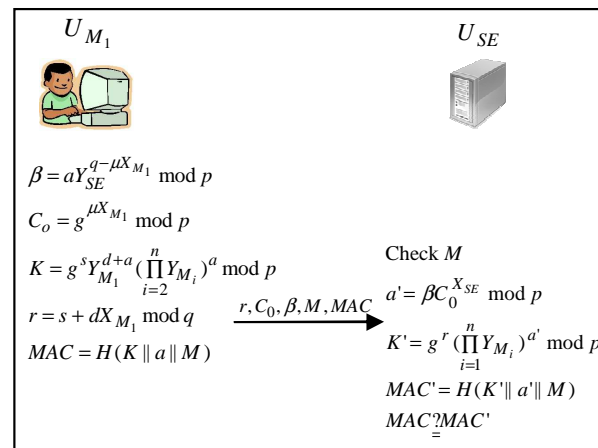 U_{M_1}
U_{SE}
β = aY_{SE}^{q-μX_{M_1}} mod p
C_o = g^{μX_{M_1}} mod p
K = g^s Y_{M_1}^{d+a} (∏_{i=2}^{n} Y_{M_i})^a mod p
r = s + dX_{M_1} mod q
MAC = H(K || a || M)
r, C_0, β, M, MAC
Check M
a' = βC_0^{X_{SE}} mod p
K' = g^r (∏_{i=1}^{n} Y_{M_i})^{a'} mod p
MAC' = H(K' || a' || M)
MAC ?= MAC'